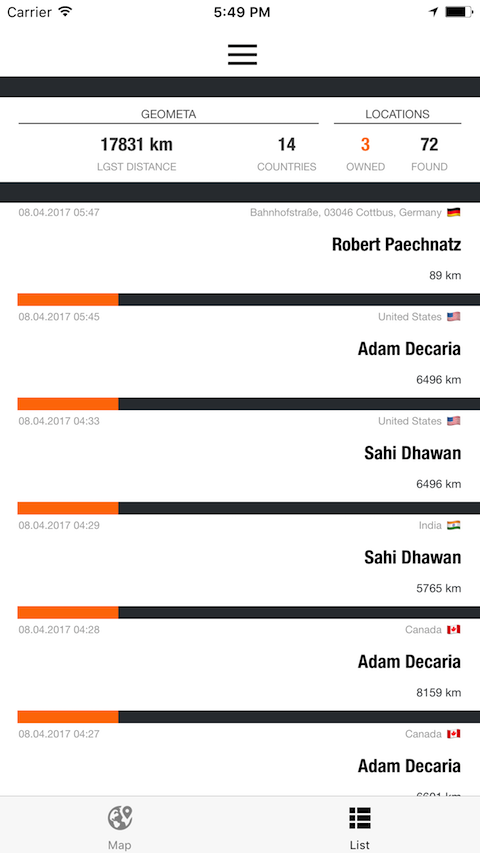 Carrier 5:49 PM
GEOMETA LOCATIONS
17831 km 14 3 72
LGST DISTANCE COUNTRIES OWNED FOUND
08.04.2017 05:47 Bahnhofstraße, 03046 Cottbus, Germany
Robert Paechnatz
89 km
08.04.2017 05:45 United States
Adam Decaria
6496 km
08.04.2017 04:33 United States
Sahi Dhawan
6496 km
08.04.2017 04:29 India
Sahi Dhawan
5765 km
08.04.2017 04:28 Canada
Adam Decaria
8159 km
08.04.2017 04:27 Canada
Adam Decaria
km
Map List